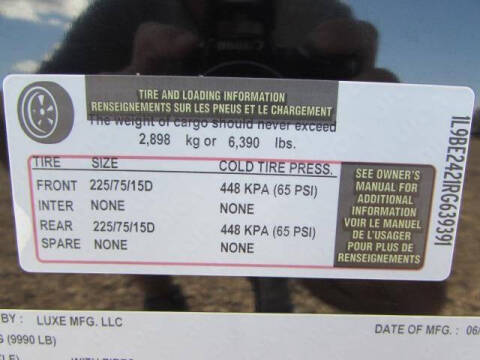 TIRE AND LOADING INFORMATION
RENSEIGNEMENTS SUR LES PNEUS ET LE CHARGEMENT
The weight of cargo should never exceed
2,898 kg or 6,390 lbs.
TIRE SIZE COLD TIRE PRESS.
FRONT 225/75/15D 448 KPA (65 PSI)
INTER NONE NONE
REAR 225/75/15D 448 KPA (65 PSI)
SPARE NONE NONE
SEE OWNER'S
MANUAL FOR
ADDITIONAL
INFORMATION
VOIR LE MANUEL
DE L'USAGER
POUR PLUS DE
RENSEIGNEMENTS
1L9BE2421RG639391
BY : LUXE MFG. LLC
DATE OF MFG. : 06/
G (9990 LB)